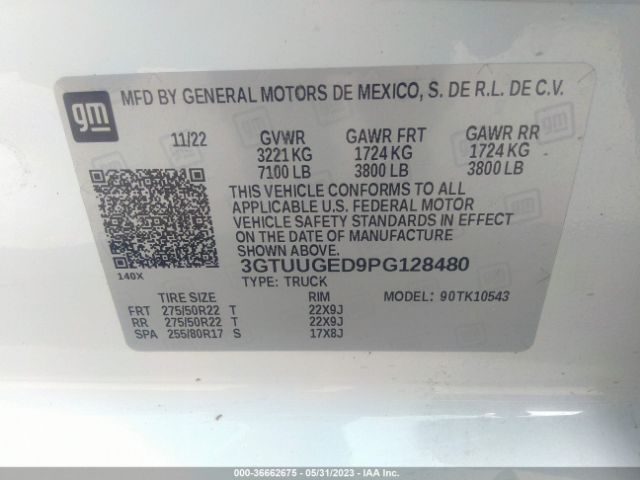 gm
MFD BY GENERAL MOTORS DE MEXICO, S. DE R.L. DE C.V.
11/22 GVWR GAWR FRT GAWR RR
3221 KG 1724 KG 1724 KG
7100 LB 3800 LB 3800 LB
THIS VEHICLE CONFORMS TO ALL
APPLICABLE U.S. FEDERAL MOTOR
VEHICLE SAFETY STANDARDS IN EFFECT
ON THE DATE OF MANUFACTURE
SHOWN ABOVE.
140X 3GTUUGED9PG128480
TYPE: TRUCK MODEL: 90TK10543
TIRE SIZE RIM
FRT 275/50R22 T 22X9J
RR 275/50R22 T 22X9J
SPA 255/80R17 S 17X8J
000-36662675 - 05/31/2023 - IAAI.COM